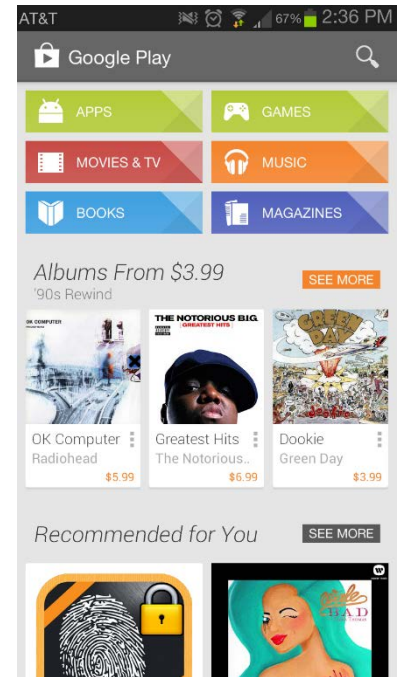 AT&T 67% 2:36 PM
Google Play
APPS GAMES
MOVIES & TV MUSIC
BOOKS MAGAZINES
Albums From $3.99
'90s Rewind
SEE MORE
OK COMPUTER
THE NOTORIOUS B.I.G.
GREATEST HITS
GREEN DAY
OK Computer
Radiohead
$5.99
Greatest Hits
The Notorious..
$6.99
Dookie
Green Day
$3.99
Recommended for You
SEE MORE
BAD